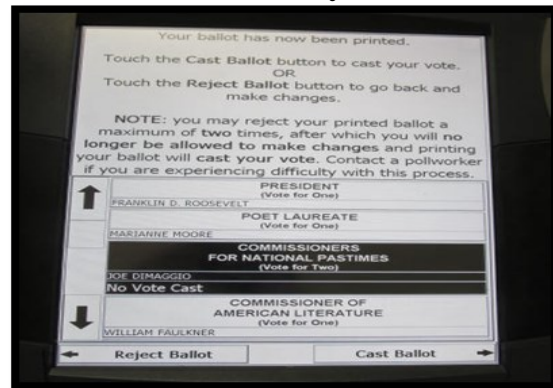 Your ballot has now been printed.
Touch the Cast Ballot button to cast your vote.
OR
Touch the Reject Ballot button to go back and
make changes.
NOTE: you may reject your printed ballot a
maximum of two times, after which you will no
longer be allowed to make changes and printing
your ballot will cast your vote. Contact a pollworker
if you are experiencing difficulty with this process.
PRESIDENT
(Vote for One)
FRANKLIN D. ROOSEVELT
POET LAUREATE
(Vote for One)
MARIANNE MOORE
COMMISSIONERS
FOR NATIONAL PASTIMES
(Vote for Two)
JOE DIMAGGIO
No Vote Cast
COMMISSIONER OF
AMERICAN LITERATURE
(Vote for One)
WILLIAM FAULKNER
Reject Ballot
Cast Ballot